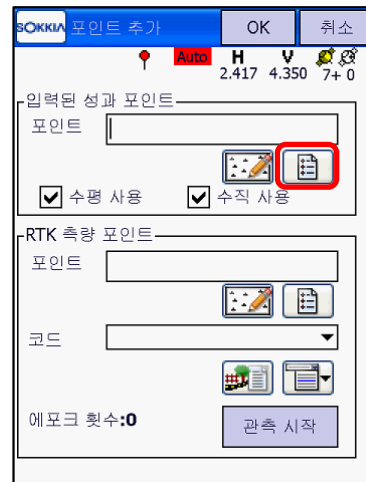 SOKKIA 포인트 추가 OK 취소
Auto H V
2.417 4.350 7+ 0
입력된 성과 포인트
포인트
수평 사용 수직 사용
RTK 측량 포인트
포인트
코드
에포크 횟수:0 관측 시작